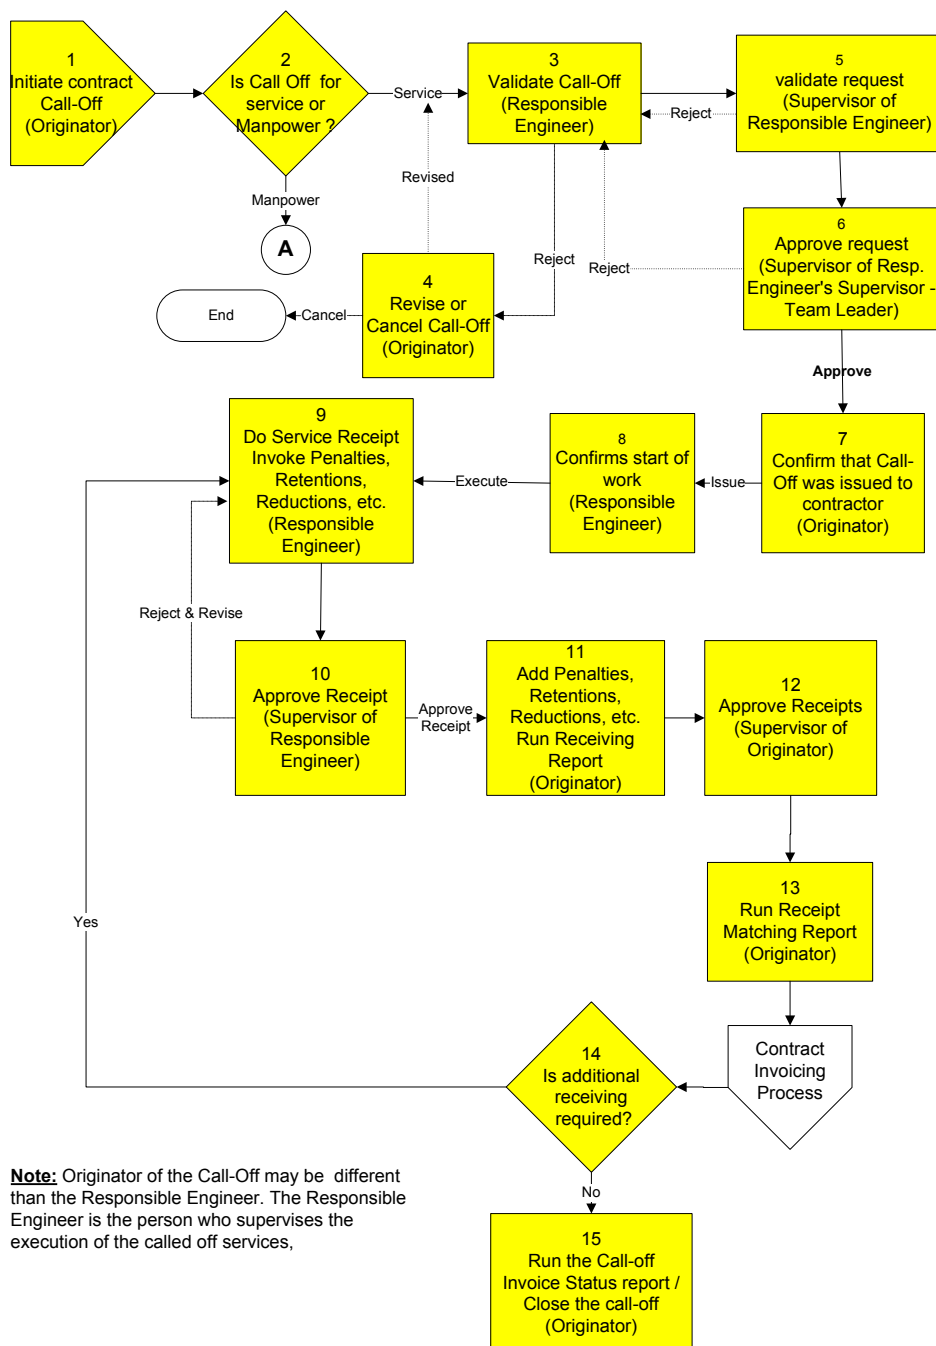 1
Initiate contract
Call-Off
(Originator)
2
Is Call Off for
service or
Manpower ?
Service
3
Validate Call-Off
(Responsible
Engineer)
5
validate request
(Supervisor of
Responsible Engineer)
Reject
Revised
Manpower
A
Reject
Reject
6
Approve request
(Supervisor of Resp.
Engineer's Supervisor -
Team Leader)
End
Cancel
4
Revise or
Cancel Call-Off
(Originator)
Approve
9
Do Service Receipt
Invoke Penalties,
Retentions,
Reductions, etc.
(Responsible
Engineer)
Execute
8
Confirms start of
work
(Responsible
Engineer)
Issue
7
Confirm that Call-
Off was issued to
contractor
(Originator)
Reject & Revise
10
Approve Receipt
(Supervisor of
Responsible
Engineer)
Approve
Receipt
11
Add Penalties,
Retentions,
Reductions, etc.
Run Receiving
Report
(Originator)
12
Approve Receipts
(Supervisor of
Originator)
13
Run Receipt
Matching Report
(Originator)
Yes
14
Is additional
receiving
required?
Contract
Invoicing
Process
No
Note: Originator of the Call-Off may be different
than the Responsible Engineer. The Responsible
Engineer is the person who supervises the
execution of the called off services,
15
Run the Call-off
Invoice Status report /
Close the call-off
(Originator)